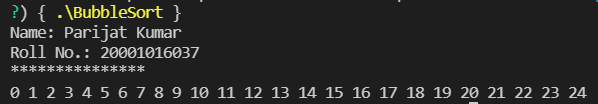 ?) { .\BubbleSort }
Name: Parijat Kumar
Roll No.: 20001016037
***************
0 1 2 3 4 5 6 7 8 9 10 11 12 13 14 15 16 17 18 19 20 21 22 23 24